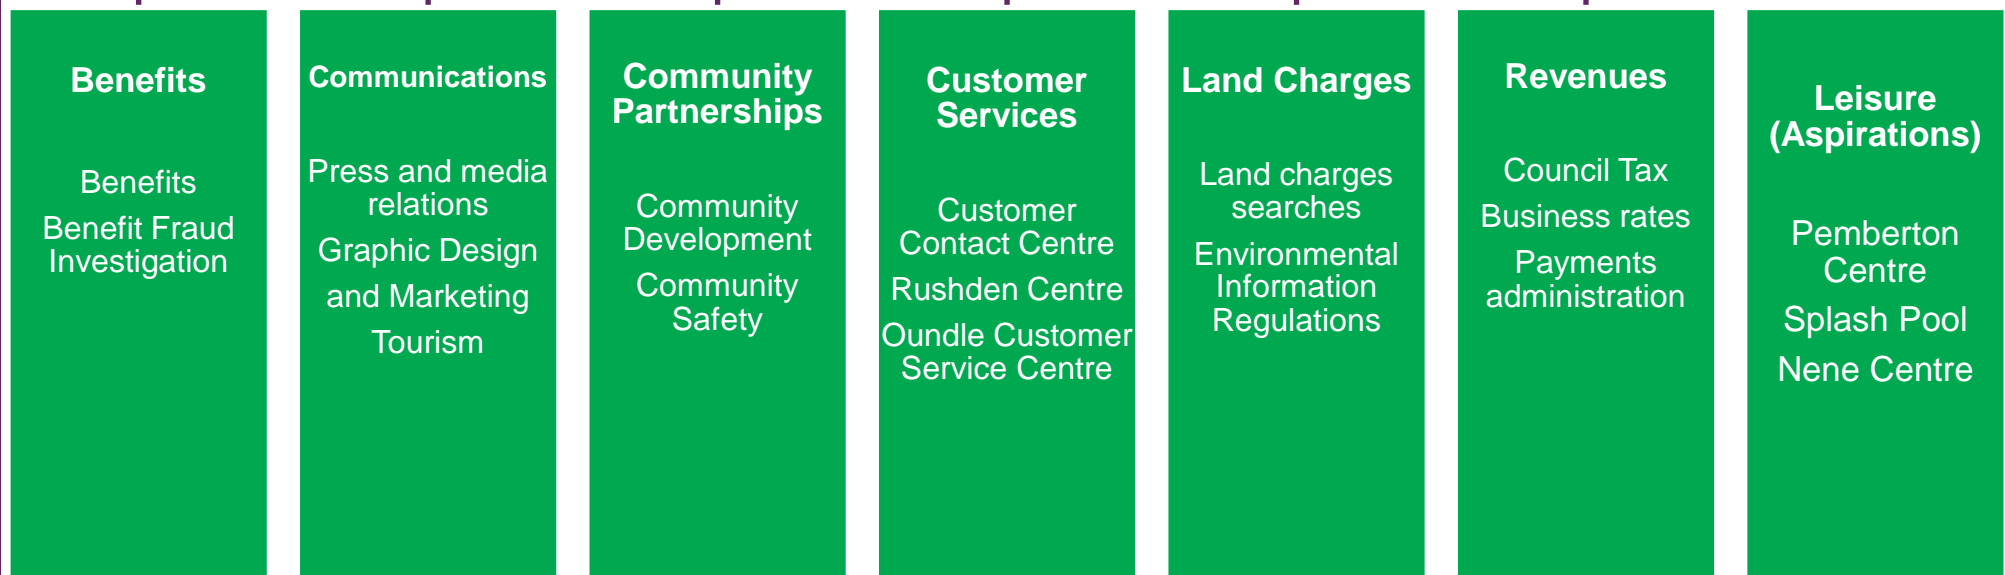 Benefits
Benefits
Benefit Fraud
Investigation
Communications
Press and media
relations
Graphic Design
and Marketing
Tourism
Community
Partnerships
Community
Development
Community
Safety
Customer
Services
Customer
Contact Centre
Rushden Centre
Oundle Customer
Service Centre
Land Charges
Land charges
searches
Environmental
Information
Regulations
Revenues
Council Tax
Business rates
Payments
administration
Leisure
(Aspirations)
Pemberton
Centre
Splash Pool
Nene Centre